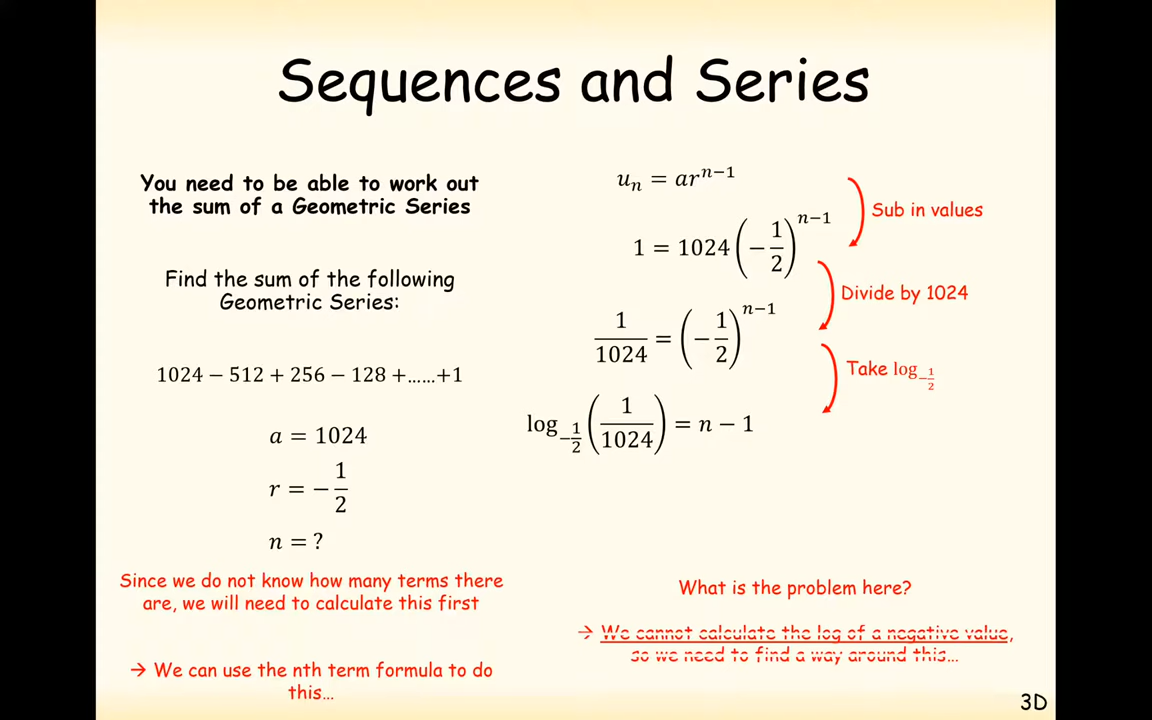 Sequences and Series
You need to be able to work out
the sum of a Geometric Series
Find the sum of the following
Geometric Series:
1024 − 512 + 256 − 128 +……+1
a = 1024
r = −1/2
n = ?
Since we do not know how many terms there
are, we will need to calculate this first
→ We can use the nth term formula to do
this…
uₙ = arⁿ⁻¹
Sub in values
1 = 1024(−1/2)ⁿ⁻¹
Divide by 1024
1/1024 = (−1/2)ⁿ⁻¹
Take log₋₁/₂
log₋₁/₂(1/1024) = n − 1
What is the problem here?
→ We cannot calculate the log of a negative value,
so we need to find a way around this…
3D